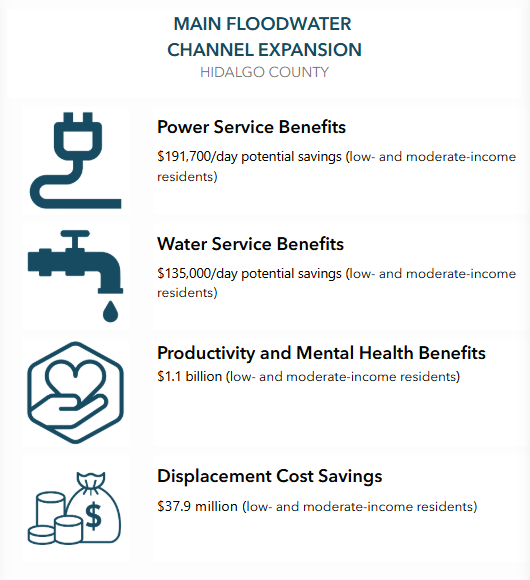 MAIN FLOODWATER
CHANNEL EXPANSION
HIDALGO COUNTY
Power Service Benefits
$191,700/day potential savings (low- and moderate-income
residents)
Water Service Benefits
$135,000/day potential savings (low- and moderate-income
residents)
Productivity and Mental Health Benefits
$1.1 billion (low- and moderate-income residents)
Displacement Cost Savings
$
$37.9 million (low- and moderate-income residents)